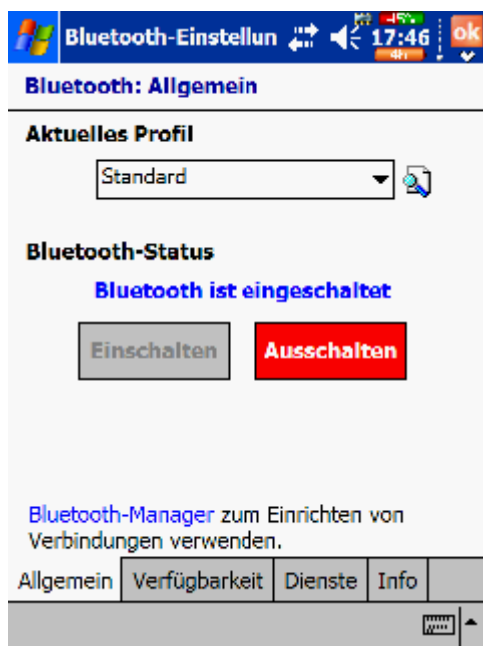 Bluetooth-Einstellun 17:46 ok
Bluetooth: Allgemein
Aktuelles Profil
Standard
Bluetooth-Status
Bluetooth ist eingeschaltet
Einschalten Ausschalten
Bluetooth-Manager zum Einrichten von
Verbindungen verwenden.
Allgemein Verfügbarkeit Dienste Info